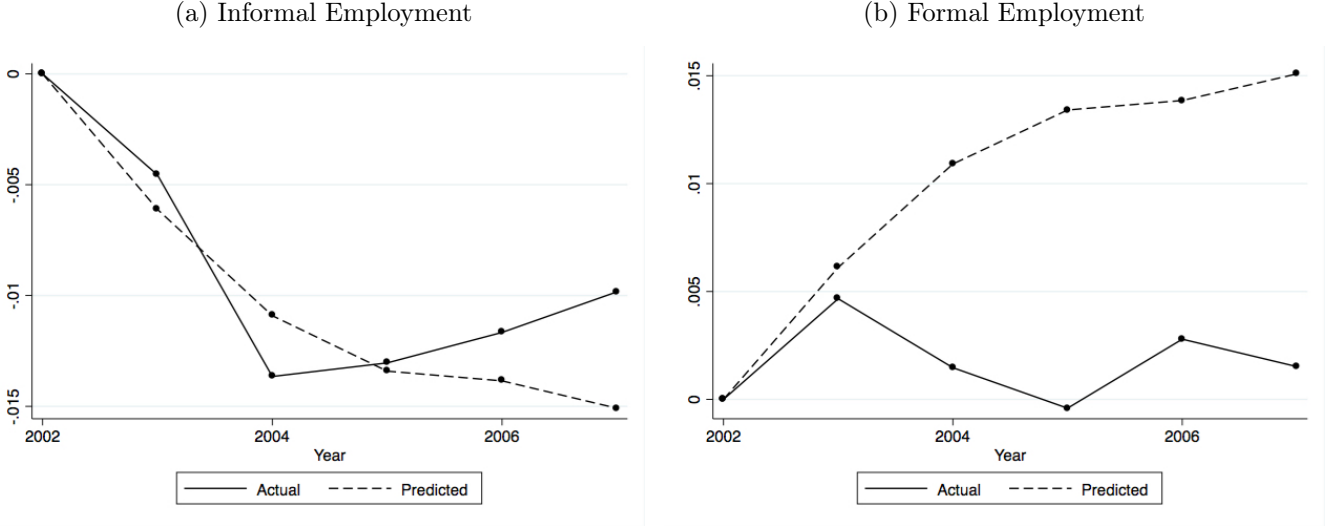 (a) Informal Employment
0
-.005
-.01
-.015
2002
2004
2006
Year
Actual
Predicted
(b) Formal Employment
.015
.01
.005
0
2002
2004
2006
Year
Actual
Predicted